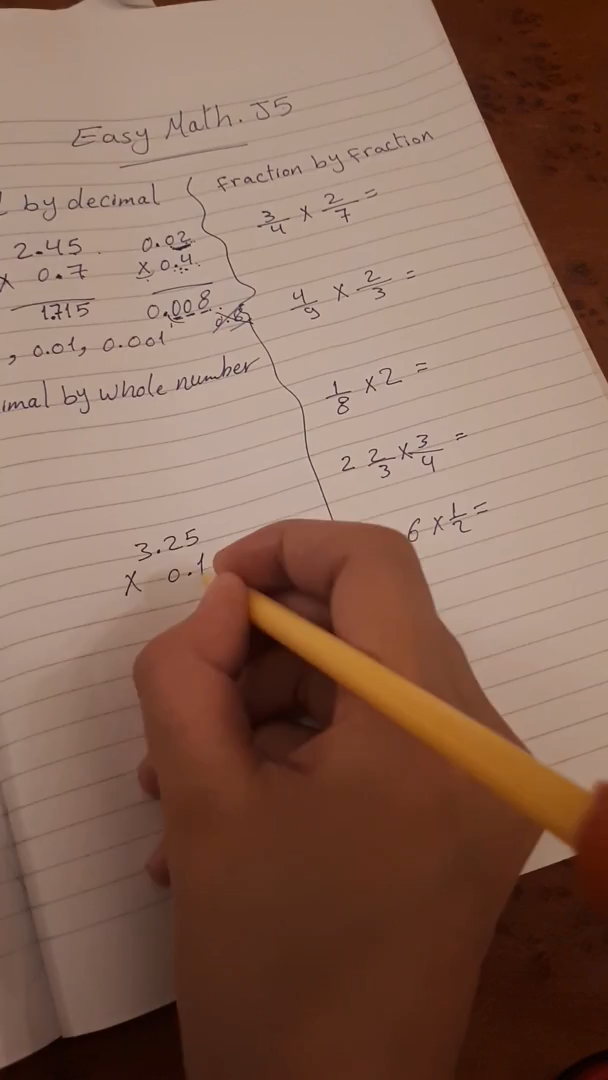 Easy Math.J5
by decimal
2.45
x 0.7
1715
0.02
x 0.4
0.008
, 0.01, 0.001
imal by whole number
3.25
x 0.1
fraction by fraction
3/4 x 2/7 =
4/9 x 2/3 =
1/8 x 2 =
2 2/3 x 3/4 =
6 x 1/2 =